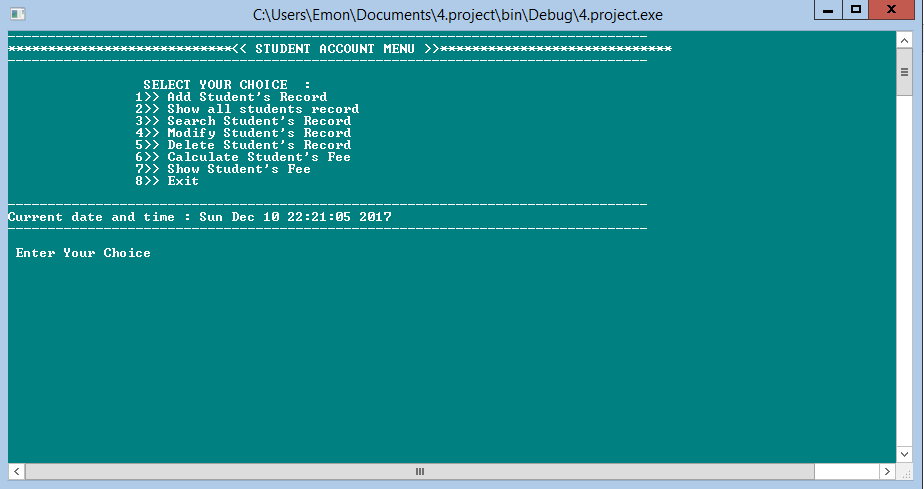 C:\Users\Emon\Documents\4.project\bin\Debug\4.project.exe
--------------------------------------------------------------------------------
****************************<< STUDENT ACCOUNT MENU >>*****************************
--------------------------------------------------------------------------------
SELECT YOUR CHOICE  :
1>> Add Student's Record
2>> Show all students record
3>> Search Student's Record
4>> Modify Student's Record
5>> Delete Student's Record
6>> Calculate Student's Fee
7>> Show Student's Fee
8>> Exit
--------------------------------------------------------------------------------
Current date and time : Sun Dec 10 22:21:05 2017
--------------------------------------------------------------------------------
Enter Your Choice